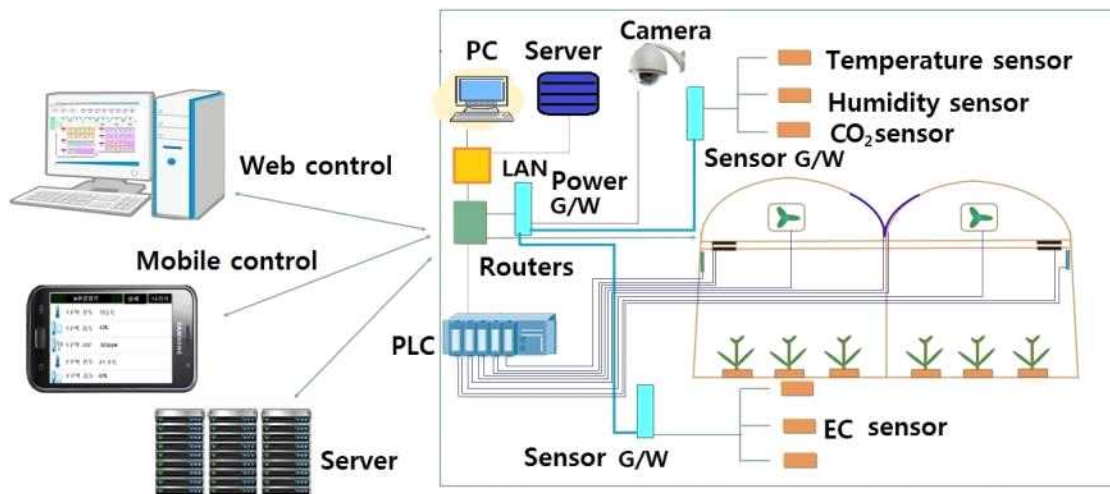 Camera
PC
Server
Temperature sensor
Humidity sensor
CO₂sensor
Sensor G/W
LAN
Power
G/W
Web control
Routers
Mobile control
PLC
SAMSUNG
Server
Sensor G/W
EC sensor